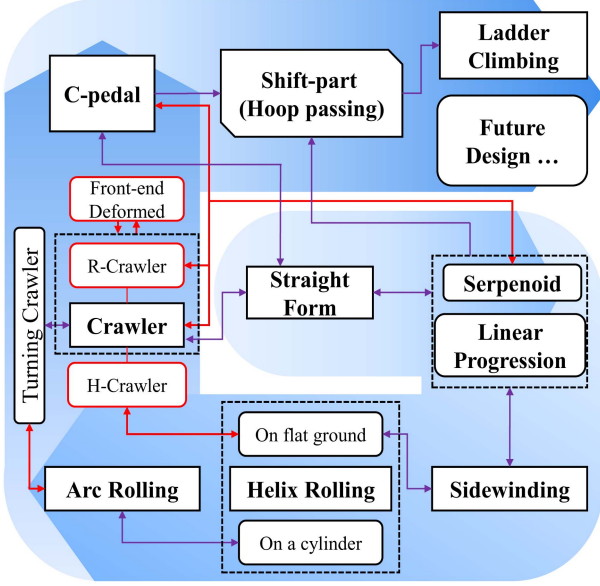 Ladder
Climbing
C-pedal
Shift-part
(Hoop passing)
Future
Design ...
Front-end
Deformed
R-Crawler
Crawler
Turning Crawler
Straight
Form
Serpenoid
Linear
Progression
H-Crawler
On flat ground
Arc Rolling
Helix Rolling
Sidewinding
On a cylinder